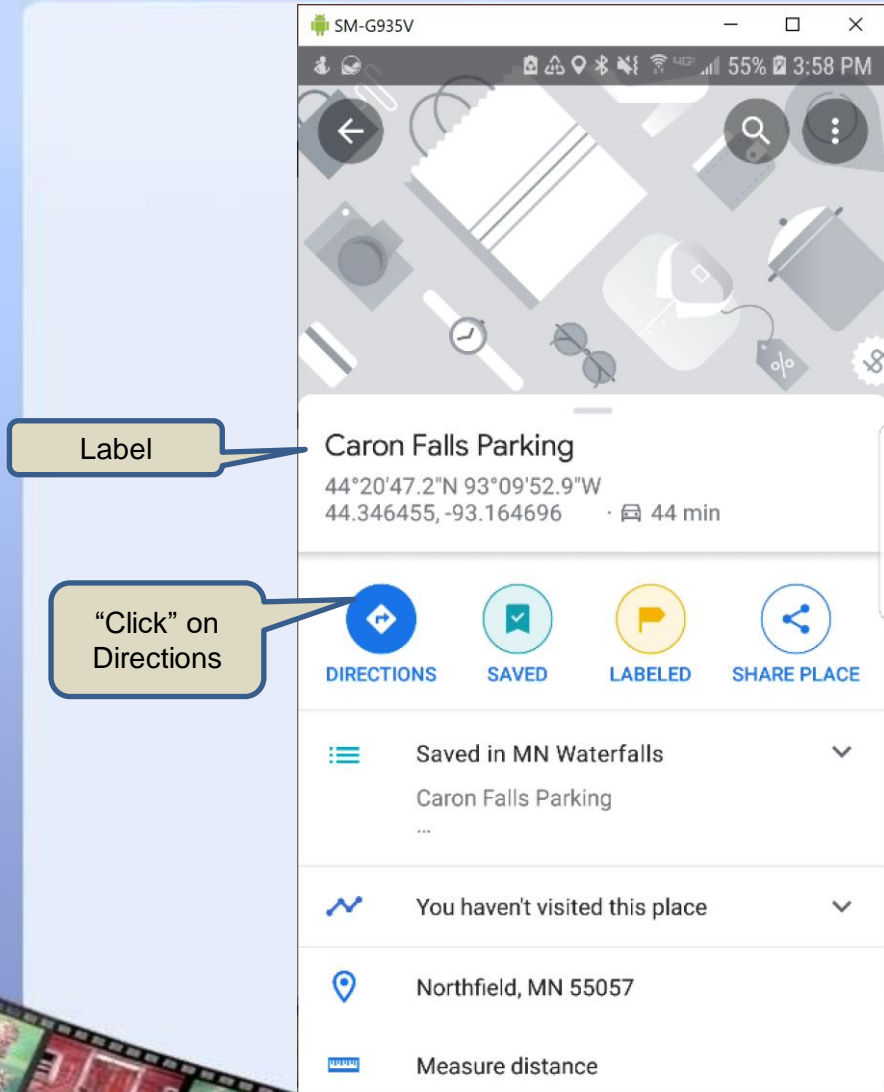 SM-G935V
4G 55% 3:58 PM
%
Label
Caron Falls Parking
44°20'47.2"N 93°09'52.9"W
44.346455, -93.164696 · 44 min
"Click" on
Directions
DIRECTIONS SAVED LABELED SHARE PLACE
Saved in MN Waterfalls
Caron Falls Parking
...
You haven't visited this place
Northfield, MN 55057
Measure distance